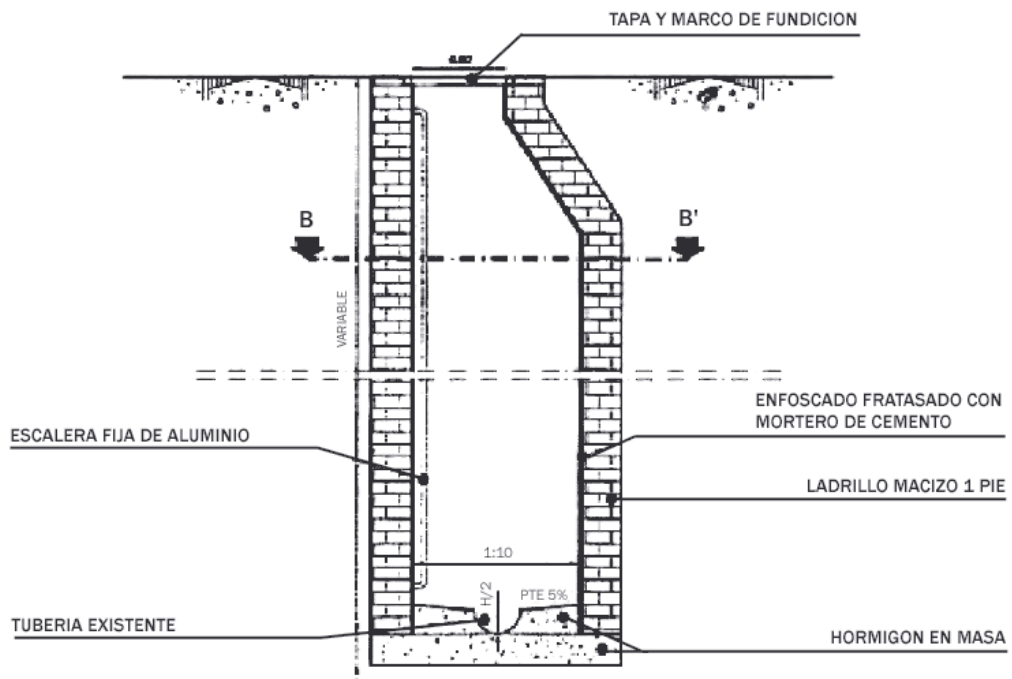 TAPA Y MARCO DE FUNDICION
B
B'
VARIABLE
ENFOSCADO FRATASADO CON
MORTERO DE CEMENTO
ESCALERA FIJA DE ALUMINIO
LADRILLO MACIZO 1 PIE
1:10
H/2
PTE 5%
TUBERIA EXISTENTE
HORMIGON EN MASA